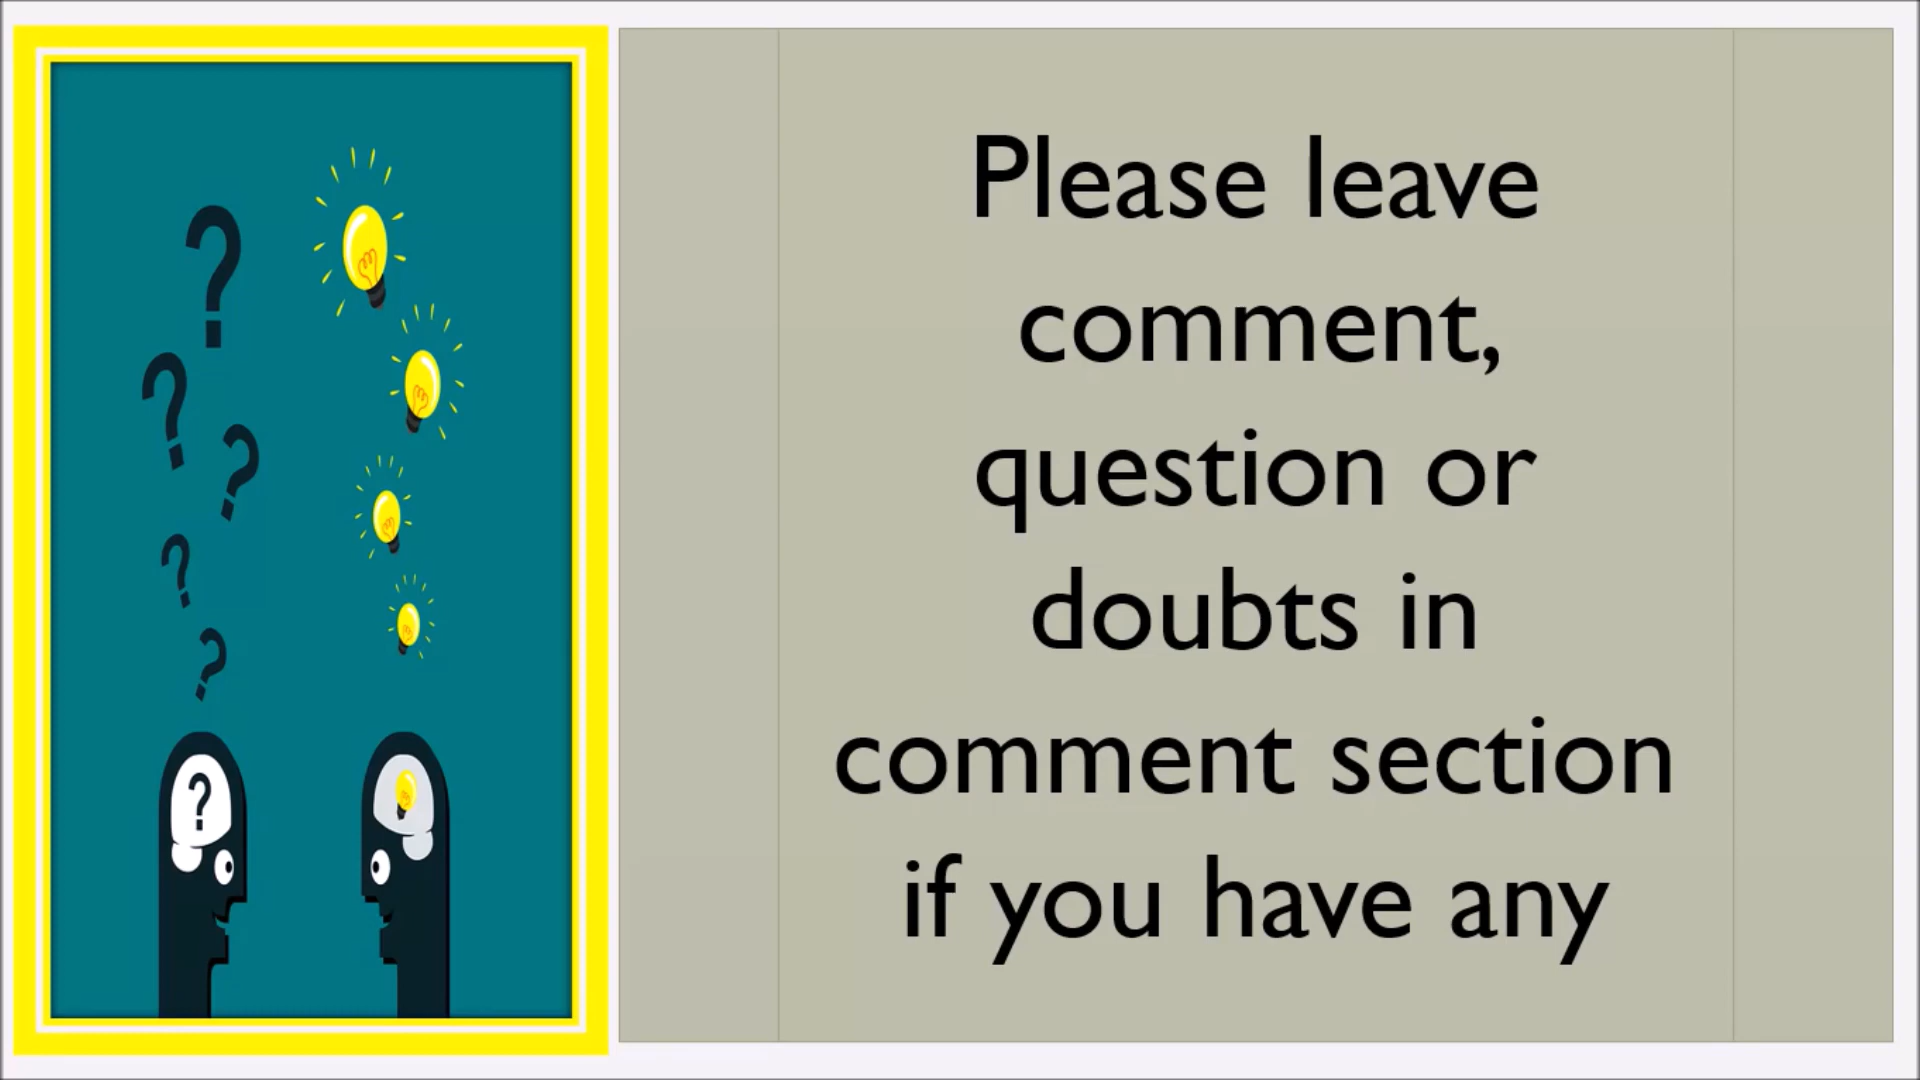 Please leave
comment,
question or
doubts in
comment section
if you have any